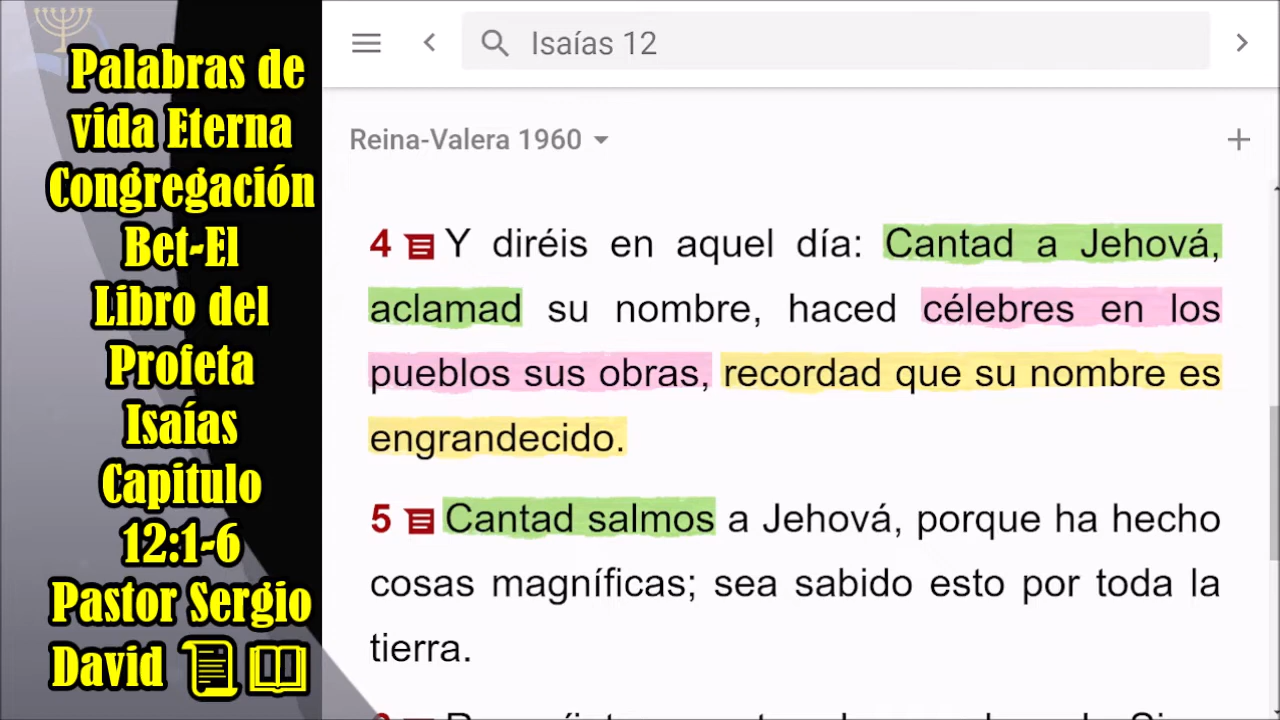 Palabras de
vida Eterna
Congregación
Bet-El
Libro del
Profeta
Isaías
Capitulo
12:1-6
Pastor Sergio
David
Isaías 12
Reina-Valera 1960
4 Y diréis en aquel día: Cantad a Jehová,
aclamad su nombre, haced célebres en los
pueblos sus obras, recordad que su nombre es
engrandecido.
5 Cantad salmos a Jehová, porque ha hecho
cosas magníficas; sea sabido esto por toda la
tierra.